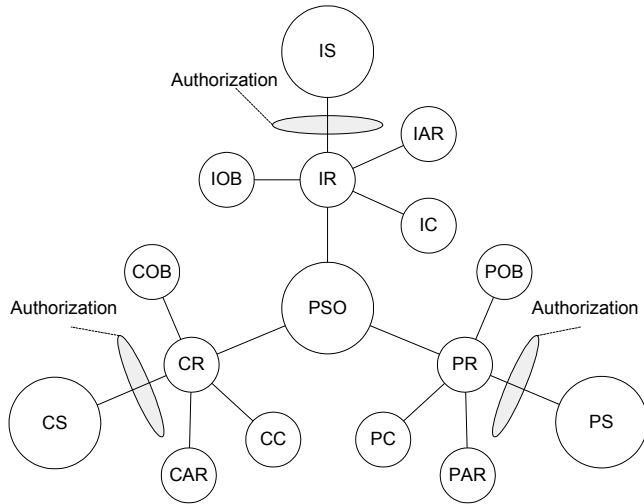 IS
Authorization
IAR
IOB
IR
IC
COB
POB
Authorization
PSO
Authorization
CR
PR
CS
CC
PC
PS
CAR
PAR